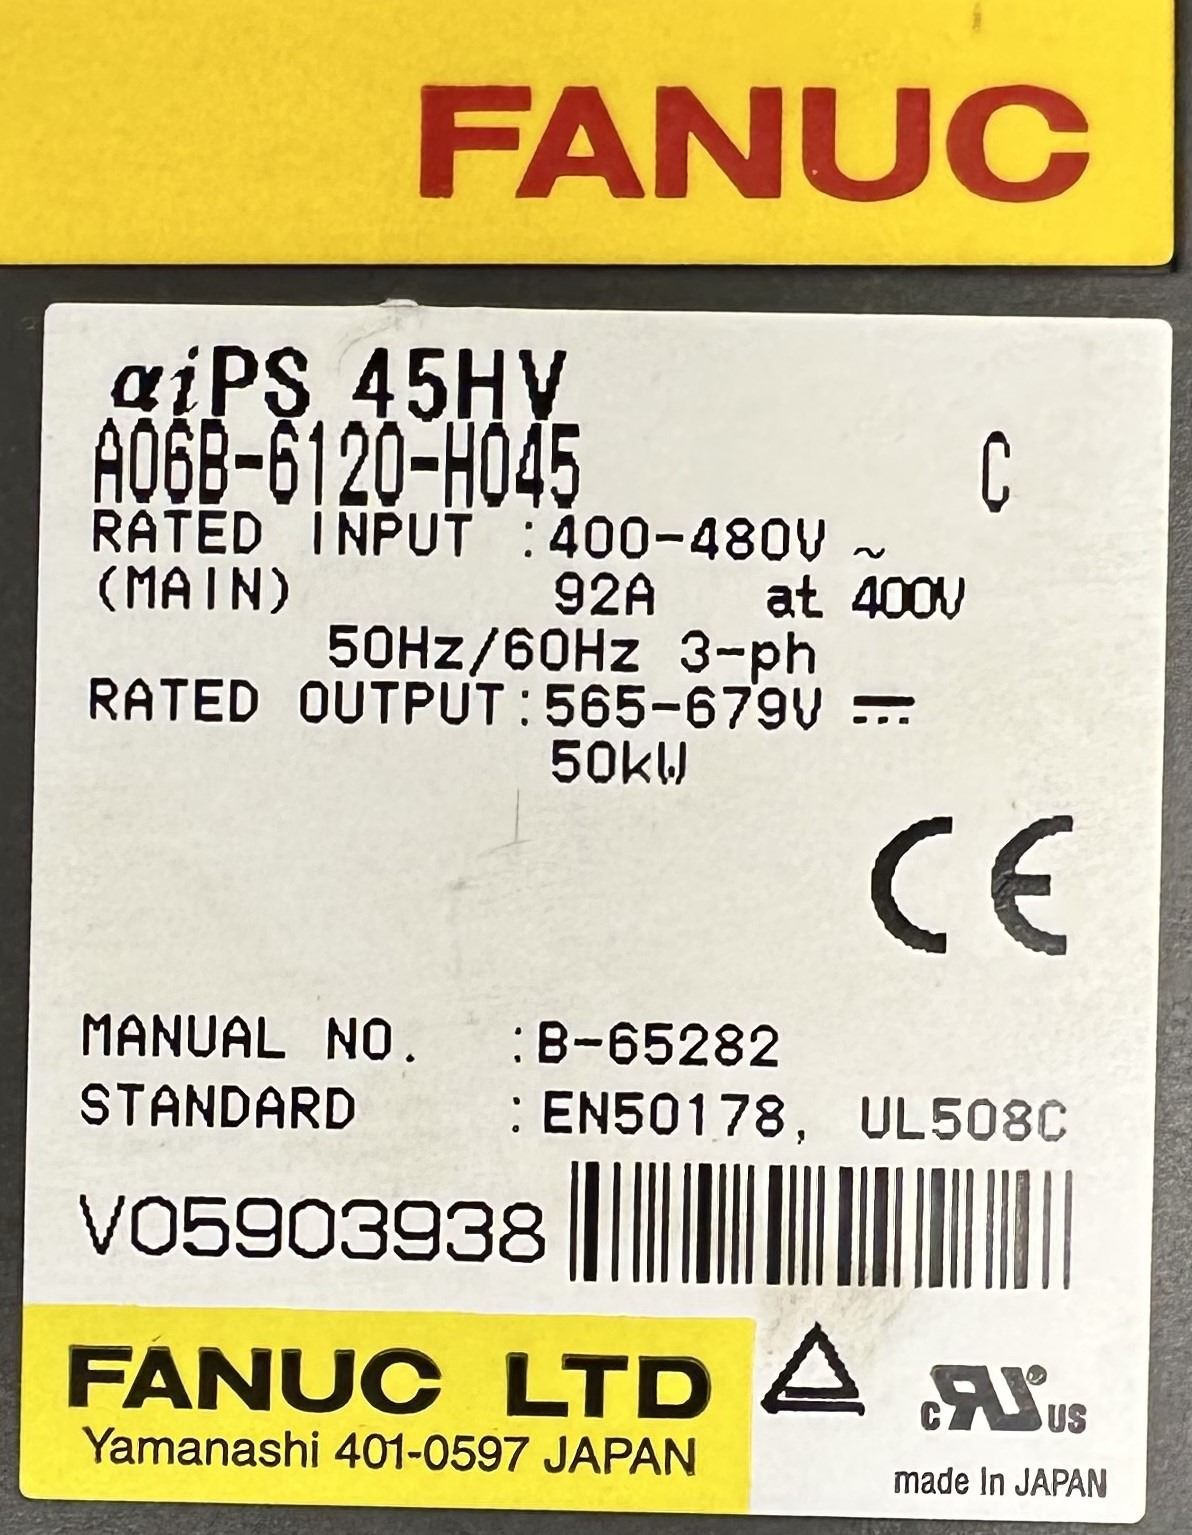 FANUC
αiPS 45HV
A06B-6120-H045 C
RATED INPUT :400-480V ~
(MAIN) 92A at 400V
50Hz/60Hz 3-ph
RATED OUTPUT:565-679V ⎓
50kW
CE
MANUAL NO. :B-65282
STANDARD :EN50178, UL508C
V05903938
FANUC LTD
Yamanashi 401-0597 JAPAN
c RU US
made In JAPAN